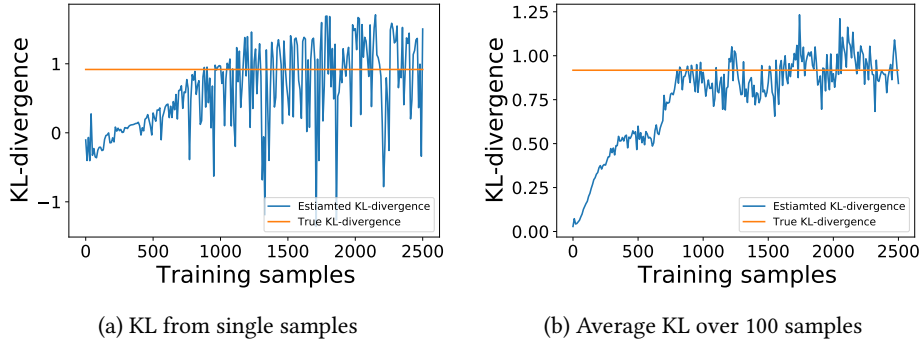 KL-divergence
1
0
−1
Estiamted KL-divergence
True KL-divergence
0 500 1000 1500 2000 2500
Training samples
(a) KL from single samples
KL-divergence
1.25
1.00
0.75
0.50
0.25
0.00
Estiamted KL-divergence
True KL-divergence
0 500 1000 1500 2000 2500
Training samples
(b) Average KL over 100 samples